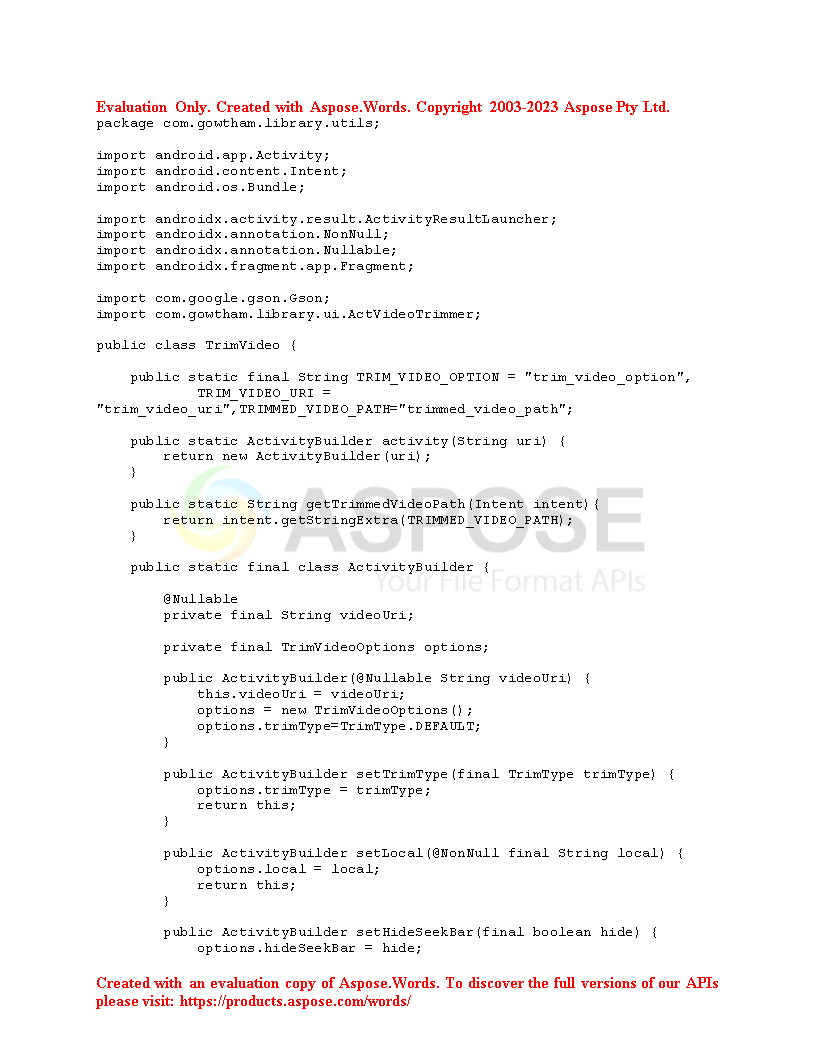 Evaluation Only. Created with Aspose.Words. Copyright 2003-2023 Aspose Pty Ltd.
package com.gowtham.library.utils;

import android.app.Activity;
import android.content.Intent;
import android.os.Bundle;

import androidx.activity.result.ActivityResultLauncher;
import androidx.annotation.NonNull;
import androidx.annotation.Nullable;
import androidx.fragment.app.Fragment;

import com.google.gson.Gson;
import com.gowtham.library.ui.ActVideoTrimmer;

public class TrimVideo {

    public static final String TRIM_VIDEO_OPTION = "trim_video_option",
            TRIM_VIDEO_URI =
"trim_video_uri",TRIMMED_VIDEO_PATH="trimmed_video_path";

    public static ActivityBuilder activity(String uri) {
        return new ActivityBuilder(uri);
    }

    public static String getTrimmedVideoPath(Intent intent){
        return intent.getStringExtra(TRIMMED_VIDEO_PATH);
    }
ASPOSE
Your File Format APIs

    public static final class ActivityBuilder {

        @Nullable
        private final String videoUri;

        private final TrimVideoOptions options;

        public ActivityBuilder(@Nullable String videoUri) {
            this.videoUri = videoUri;
            options = new TrimVideoOptions();
            options.trimType=TrimType.DEFAULT;
        }

        public ActivityBuilder setTrimType(final TrimType trimType) {
            options.trimType = trimType;
            return this;
        }

        public ActivityBuilder setLocal(@NonNull final String local) {
            options.local = local;
            return this;
        }

        public ActivityBuilder setHideSeekBar(final boolean hide) {
            options.hideSeekBar = hide;

Created with an evaluation copy of Aspose.Words. To discover the full versions of our APIs
please visit: https://products.aspose.com/words/